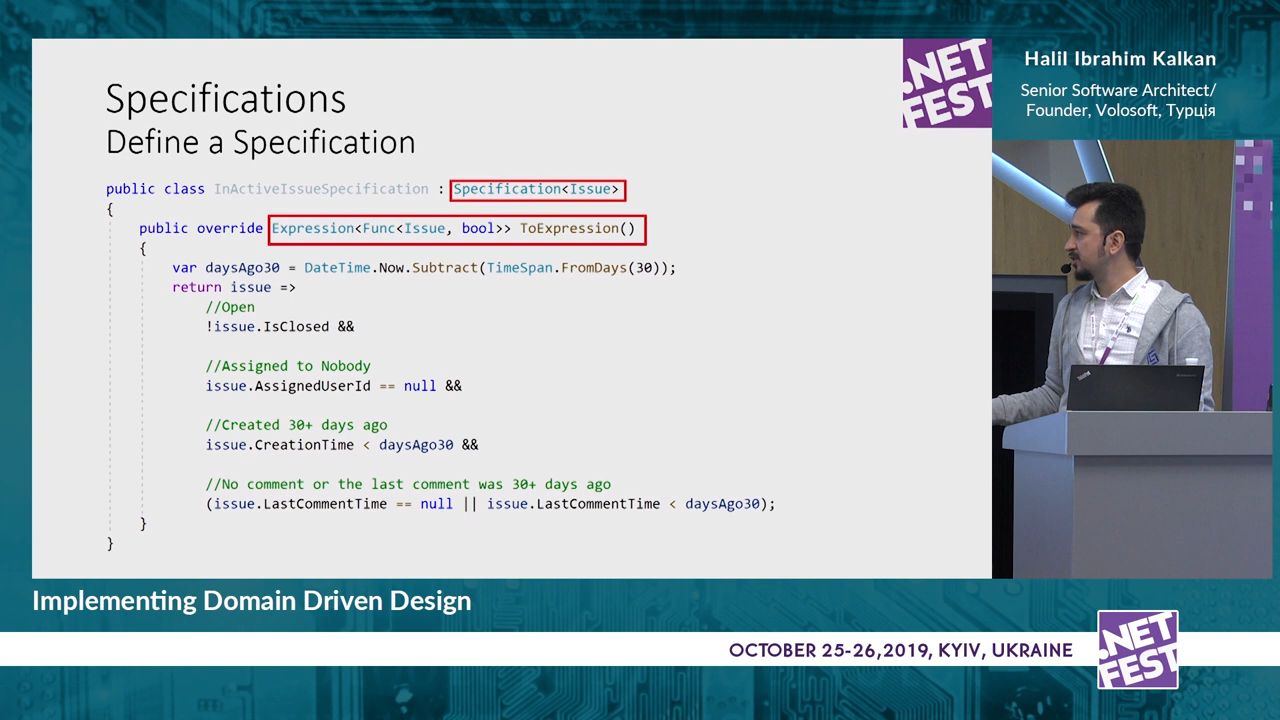 Specifications
Define a Specification
public class InActiveIssueSpecification : Specification<Issue>
{
public override Expression<Func<Issue, bool>> ToExpression()
{
var daysAgo30 = DateTime.Now.Subtract(TimeSpan.FromDays(30));
return issue =>
//Open
!issue.IsClosed &&
//Assigned to Nobody
issue.AssignedUserId == null &&
//Created 30+ days ago
issue.CreationTime < daysAgo30 &&
//No comment or the last comment was 30+ days ago
(issue.LastCommentTime == null || issue.LastCommentTime < daysAgo30);
}
}
.NET
FEST
Halil Ibrahim Kalkan
Senior Software Architect/
Founder, Volosoft, Турція
ThinkPad
Implementing Domain Driven Design
OCTOBER 25-26,2019, KYIV, UKRAINE
.NET
FEST